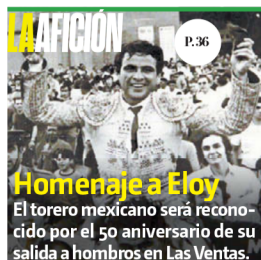 LA AFICIÓN
P. 36
Homenaje a Eloy
El torero mexicano será recono-
cido por el 50 aniversario de su
salida a hombros en Las Ventas.